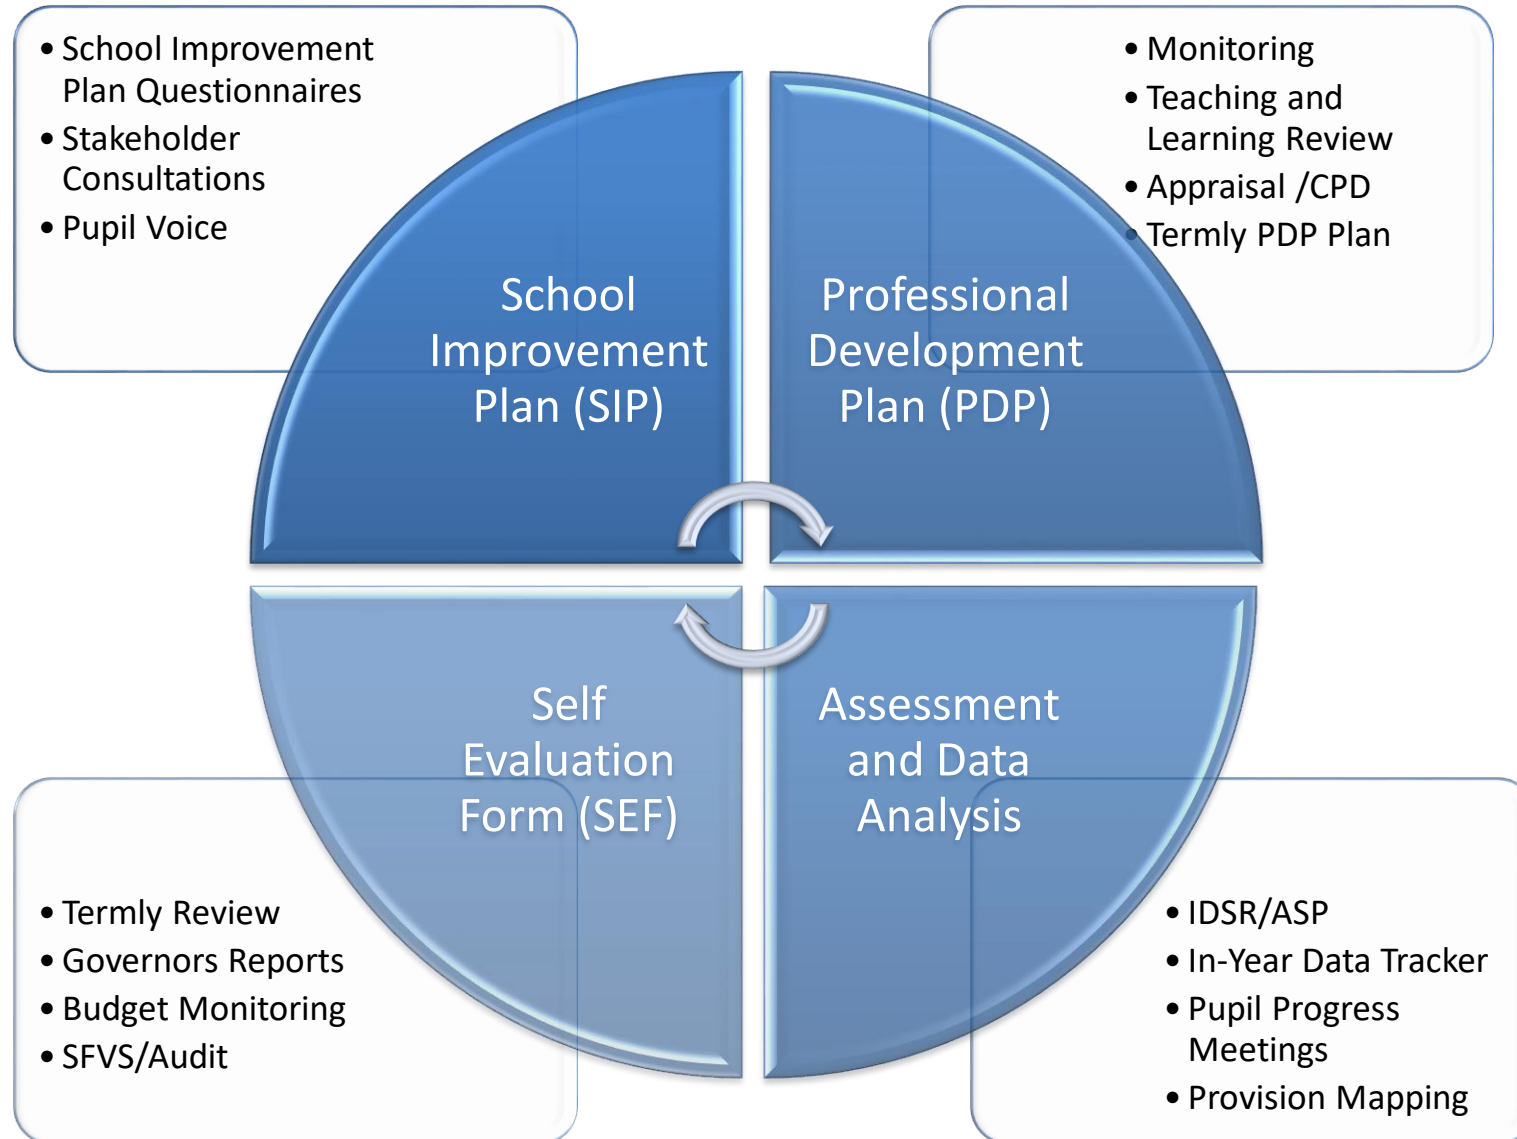 • School Improvement
Plan Questionnaires
• Stakeholder
Consultations
• Pupil Voice
• Monitoring
• Teaching and
Learning Review
• Appraisal /CPD
• Termly PDP Plan
School
Improvement
Plan (SIP)
Professional
Development
Plan (PDP)
Self
Evaluation
Form (SEF)
Assessment
and Data
Analysis
• Termly Review
• Governors Reports
• Budget Monitoring
• SFVS/Audit
• IDSR/ASP
• In-Year Data Tracker
• Pupil Progress
Meetings
• Provision Mapping